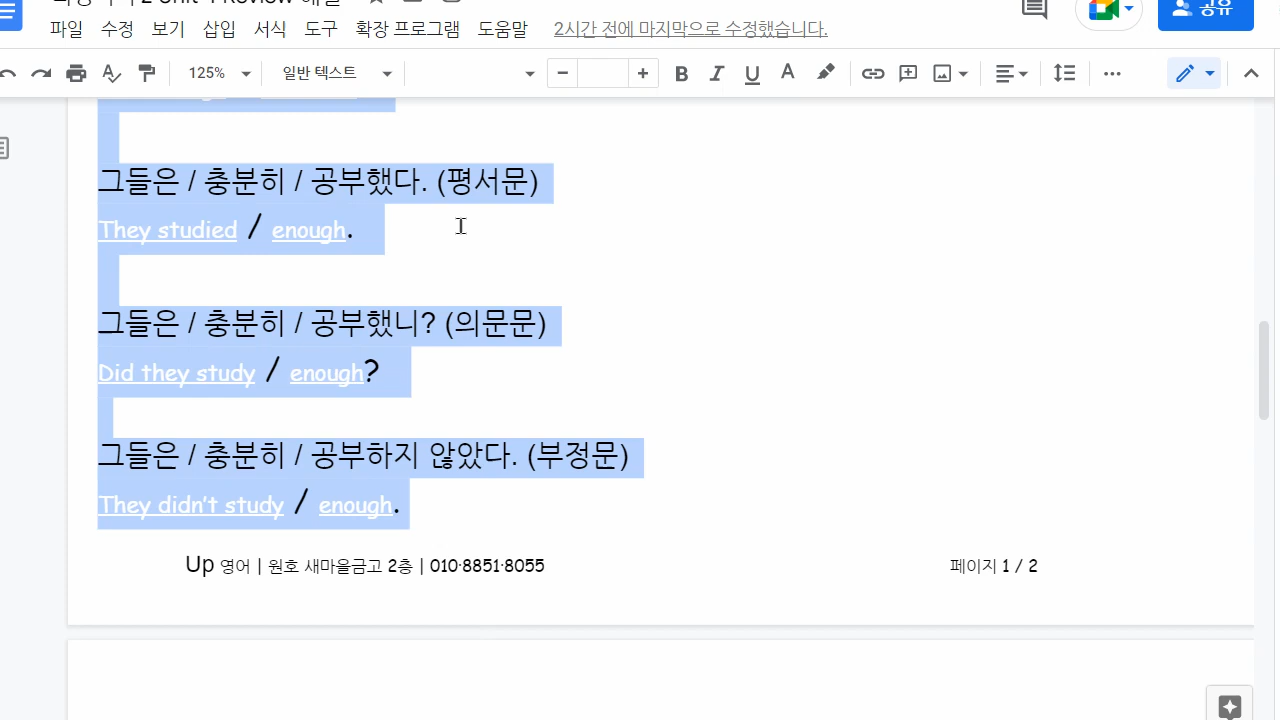 2 Unit 4 Review 해설
파일 수정 보기 삽입 서식 도구 확장 프로그램 도움말 2시간 전에 마지막으로 수정했습니다.
공유
125% 일반 텍스트
그들은 / 충분히 / 공부했다. (평서문)
They studied / enough.
그들은 / 충분히 / 공부했니? (의문문)
Did they study / enough?
그들은 / 충분히 / 공부하지 않았다. (부정문)
They didn't study / enough.
Up 영어 | 원호 새마을금고 2층 | 010·8851·8055 페이지 1 / 2